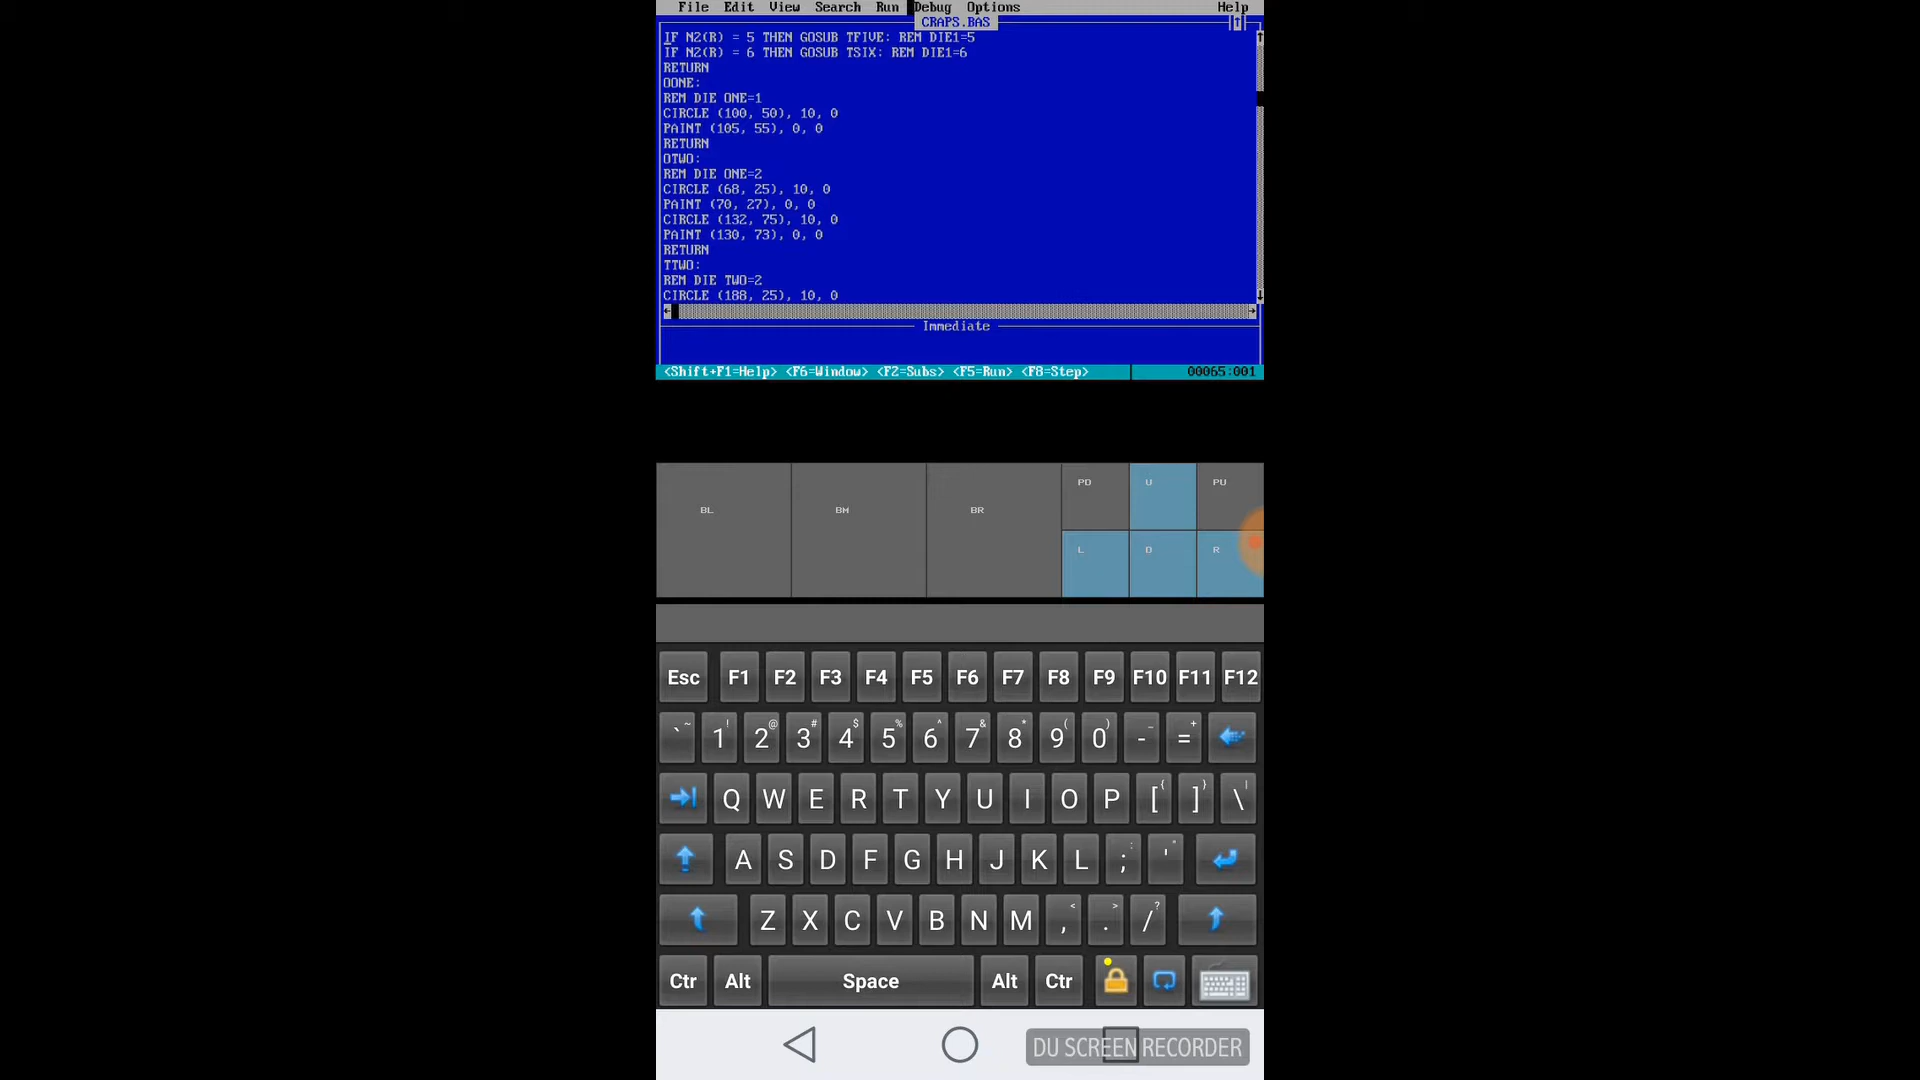 File Edit View Search Run Debug Options Help
CRAPS.BAS
IF N2(R) = 5 THEN GOSUB TFIVE: REM DIE1=5
IF N2(R) = 6 THEN GOSUB TSIX: REM DIE1=6
RETURN
OONE:
REM DIE ONE=1
CIRCLE (100, 50), 10, 0
PAINT (105, 55), 0, 0
RETURN
OTWO:
REM DIE ONE=2
CIRCLE (68, 25), 10, 0
PAINT (70, 27), 0, 0
CIRCLE (132, 75), 10, 0
PAINT (130, 73), 0, 0
RETURN
TTWO:
REM DIE TWO=2
CIRCLE (188, 25), 10, 0
Immediate
<Shift+F1=Help> <F6=Window> <F2=Subs> <F5=Run> <F8=Step> 00065:001
PD U PU
BL BM BR
L D R
Esc F1 F2 F3 F4 F5 F6 F7 F8 F9 F10 F11 F12
` ~ 1 ! 2 @ 3 # 4 $ 5 % 6 ^ 7 & 8 * 9 ( 0 ) - _ = +
Q W E R T Y U I O P [ { ] } \ |
A S D F G H J K L ; : ' "
Z X C V B N M , < . > / ?
Ctr Alt Space Alt Ctr
DU SCREEN RECORDER